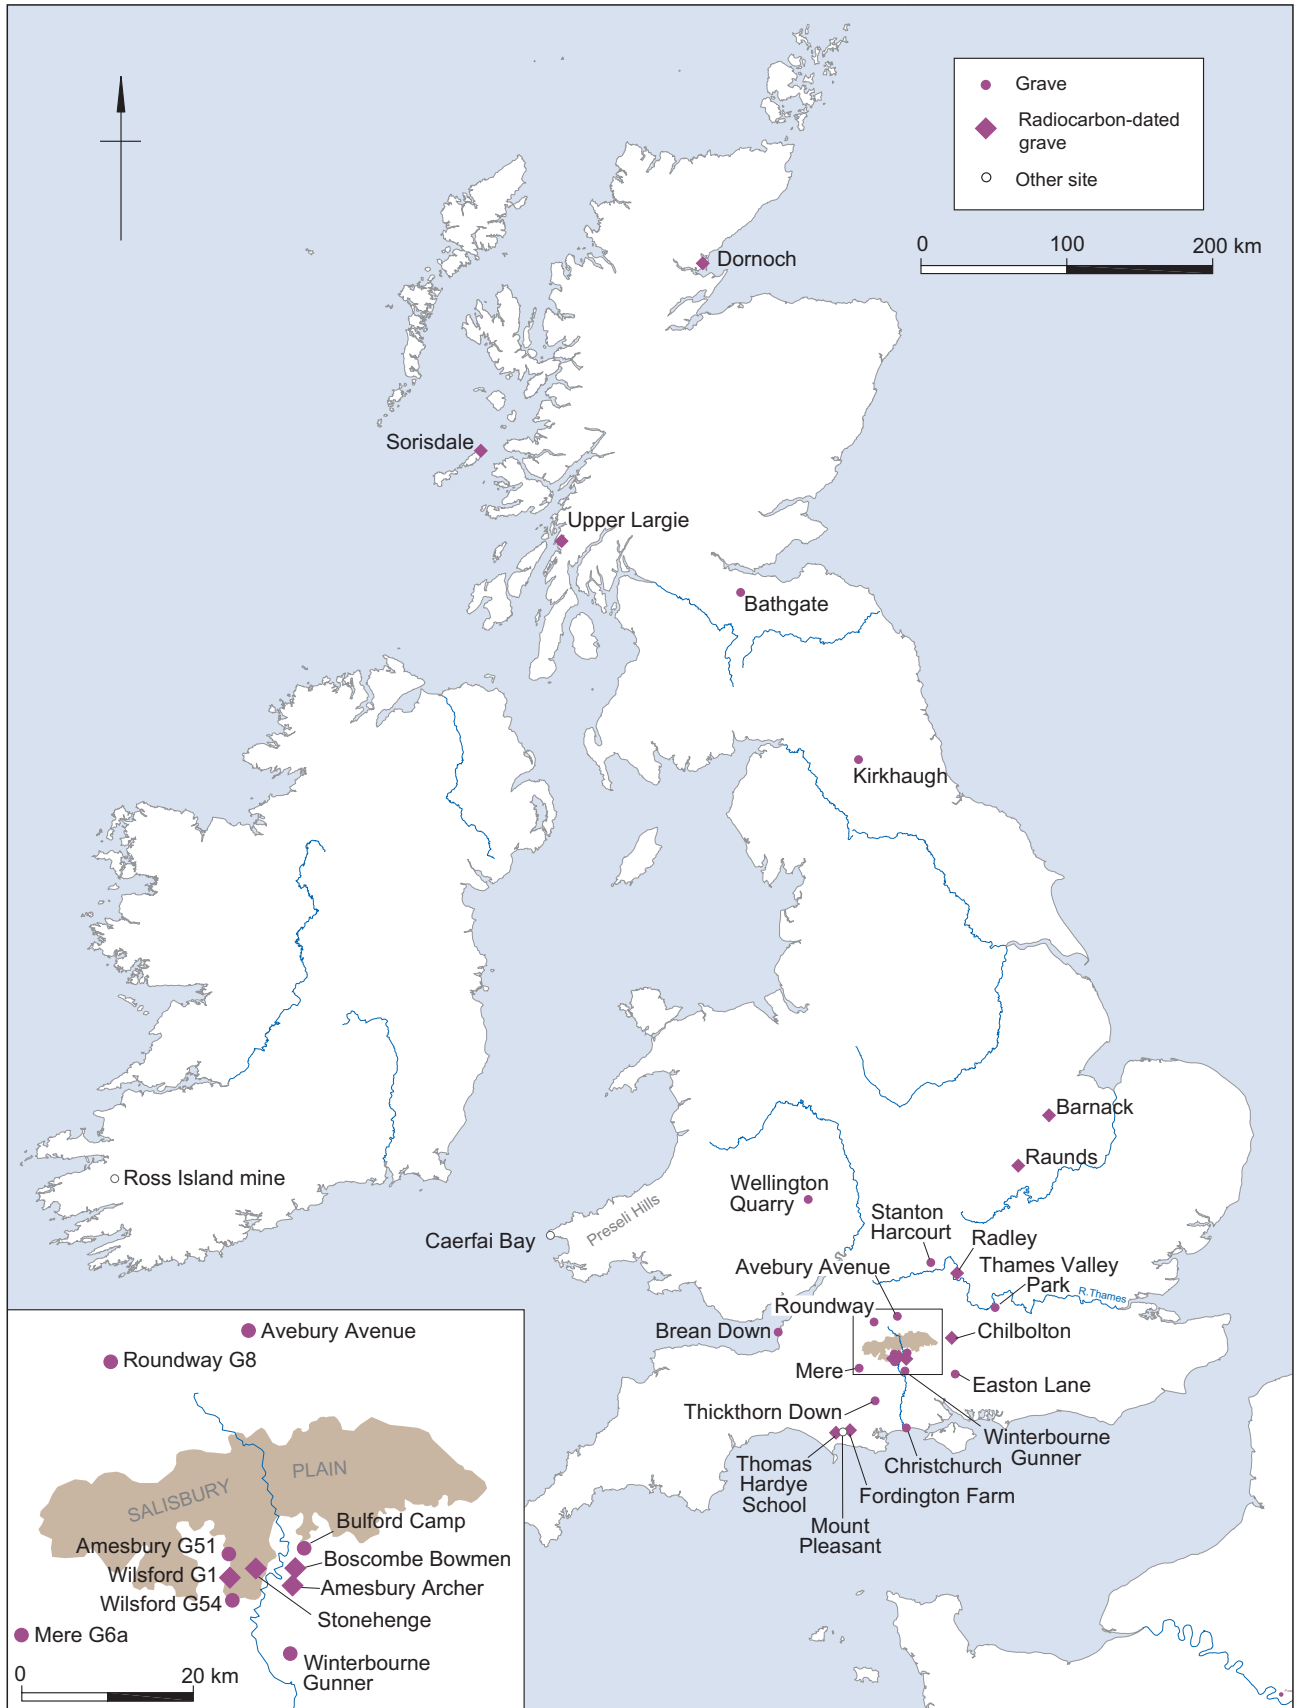 Grave
Radiocarbon-dated
grave
Other site
0 100 200 km
Dornoch
Sorisdale
Upper Largie
Bathgate
Kirkhaugh
Barnack
Raunds
Ross Island mine
Wellington
Quarry
Preseli Hills
Caerfai Bay
Stanton
Harcourt
Radley
Avebury Avenue
Thames Valley
Park
R.Thames
Roundway
Brean Down
Chilbolton
Mere
Easton Lane
Thickthorn Down
Winterbourne
Gunner
Christchurch
Thomas
Hardye
School
Fordington Farm
Mount
Pleasant
Avebury Avenue
Roundway G8
SALISBURY
PLAIN
Bulford Camp
Amesbury G51
Boscombe Bowmen
Wilsford G1
Amesbury Archer
Wilsford G54
Stonehenge
Mere G6a
Winterbourne
Gunner
0 20 km